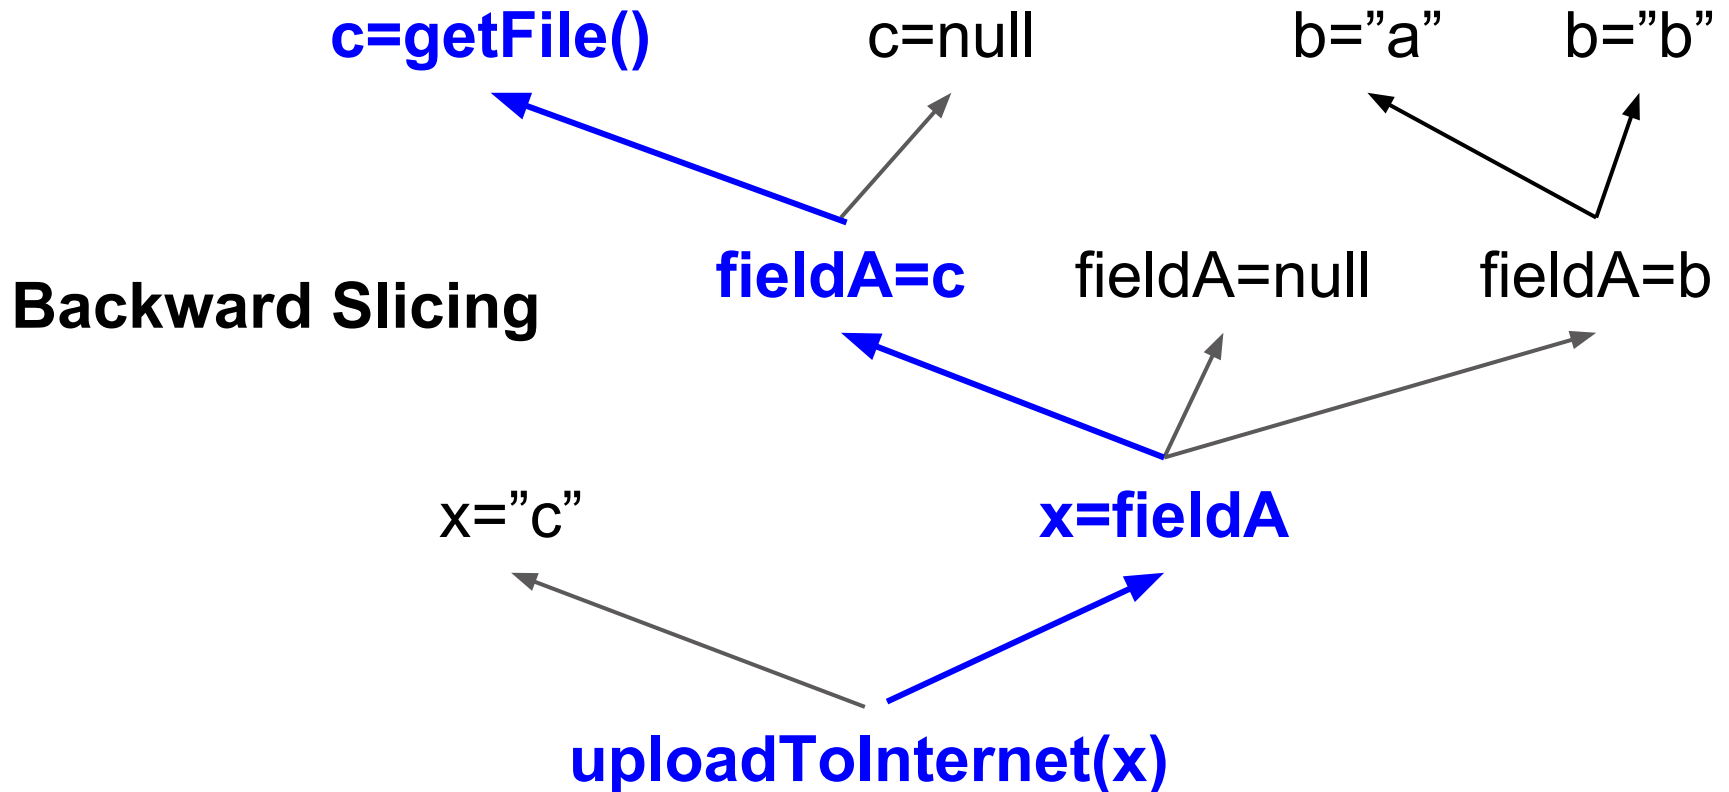 c=getFile()
c=null
b=”a”
b=”b”
fieldA=c
fieldA=null
fieldA=b
Backward Slicing
x=”c”
x=fieldA
uploadToInternet(x)